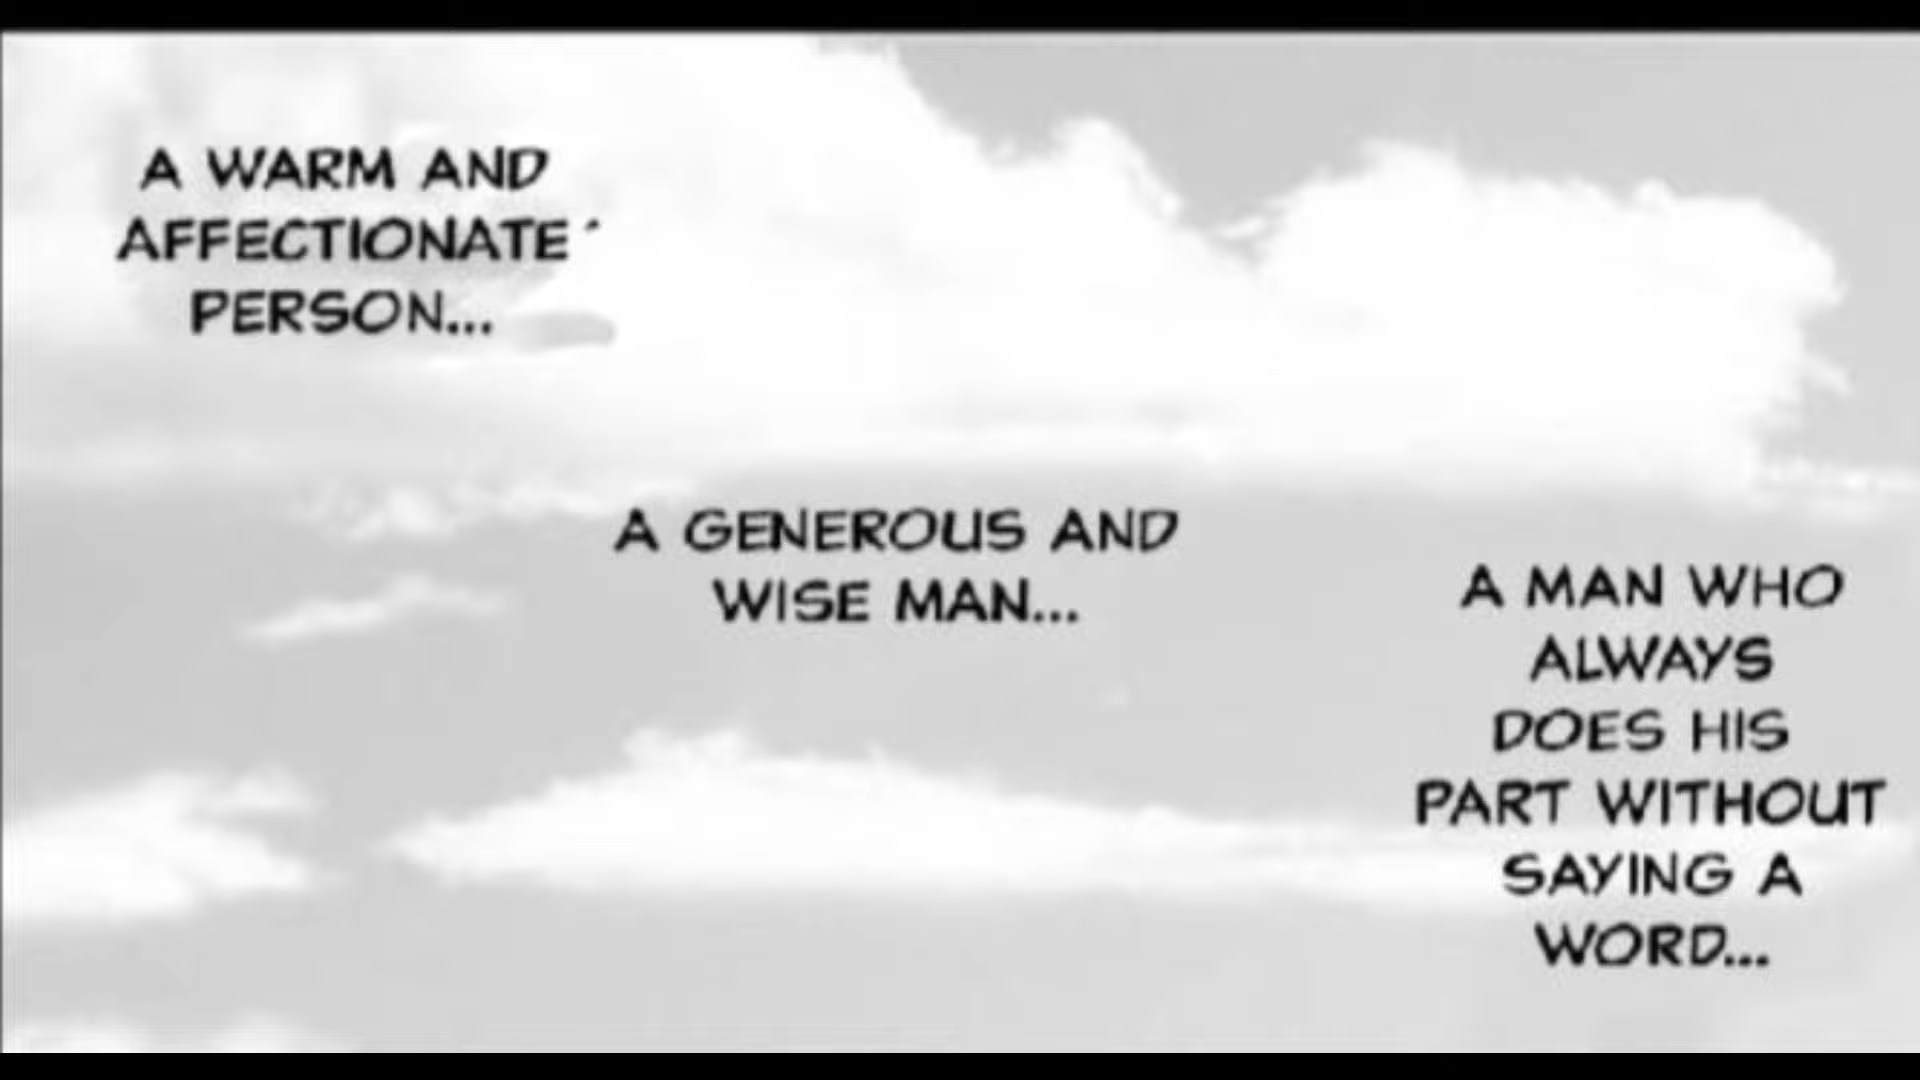 A WARM AND
AFFECTIONATE
PERSON...
A GENEROUS AND
WISE MAN...
A MAN WHO
ALWAYS
DOES HIS
PART WITHOUT
SAYING A
WORD...